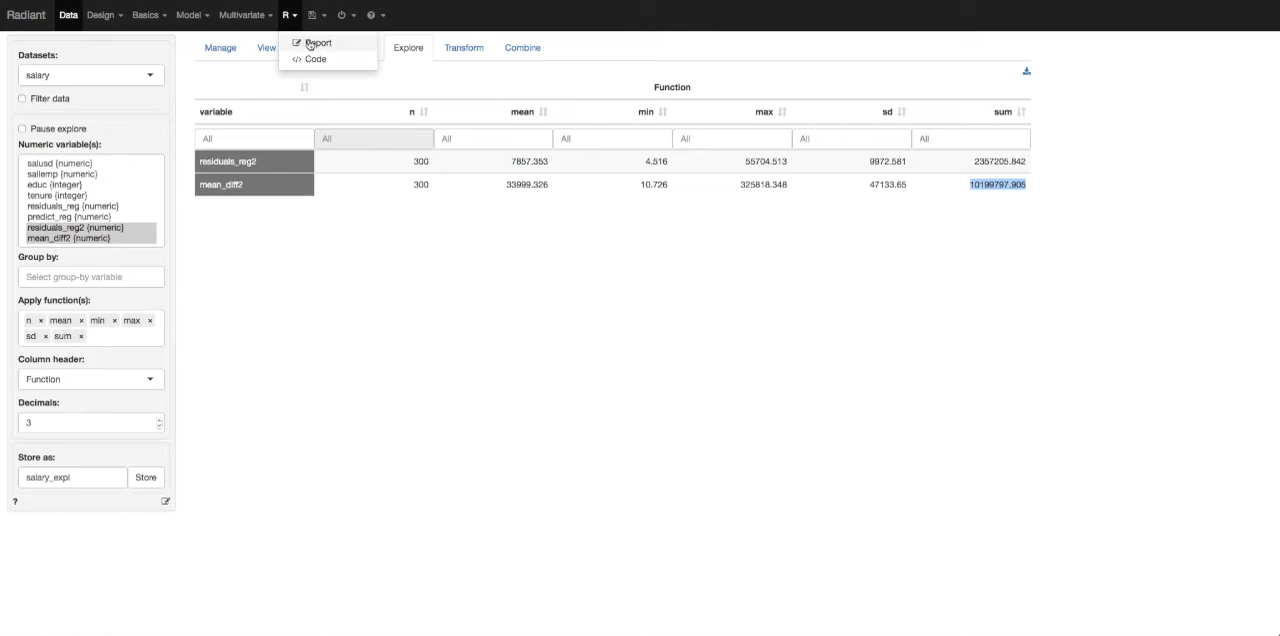 Radiant Data Design Basics Model Multivariate R
Report
Code
Manage View Explore Transform Combine
Datasets:
salary
Filter data
Pause explore
Numeric variable(s):
salusd {numeric}
sallemp {numeric}
educ {integer}
tenure {integer}
residuals_reg {numeric}
predict_reg {numeric}
residuals_reg2 {numeric}
mean_diff2 {numeric}
Group by:
Select group-by variable
Apply function(s):
n × mean × min × max ×
sd × sum ×
Column header:
Function
Decimals:
3
Store as:
salary_expl Store
?
Function
variable n mean min max sd sum
All All All All All All All
residuals_reg2 300 7857.353 4.516 55704.513 9972.581 2357205.842
mean_diff2 300 33999.326 10.726 325818.348 47133.65 10199797.905